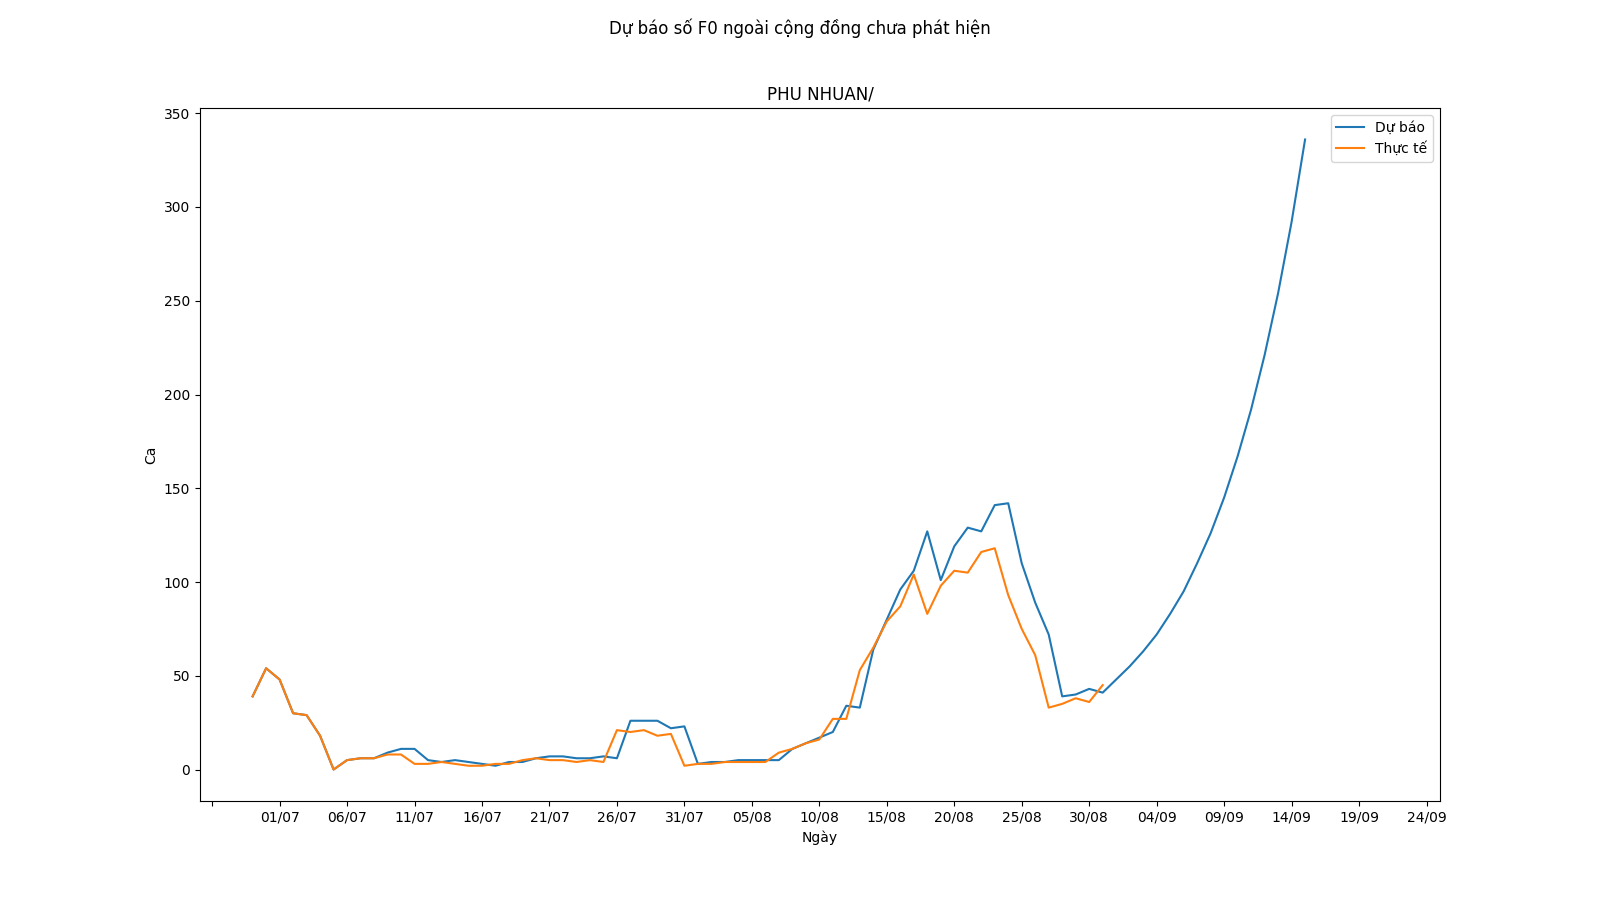 Dự báo số F0 ngoài cộng đồng chưa phát hiện
PHU NHUAN/
Dự báo
Thực tế
350
300
250
200
150
100
50
0
Ca
01/07 06/07 11/07 16/07 21/07 26/07 31/07 05/08 10/08 15/08 20/08 25/08 30/08 04/09 09/09 14/09 19/09 24/09
Ngày